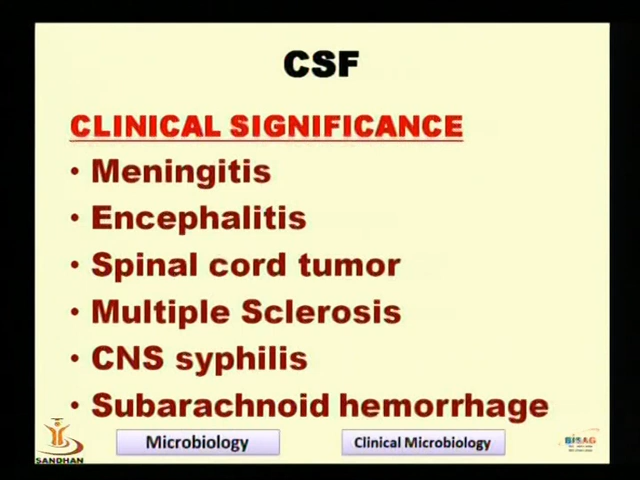 CSF
CLINICAL SIGNIFICANCE
• Meningitis
• Encephalitis
• Spinal cord tumor
• Multiple Sclerosis
• CNS syphilis
• Subarachnoid hemorrhage
Microbiology
Clinical Microbiology
SANDHAN
BISAG